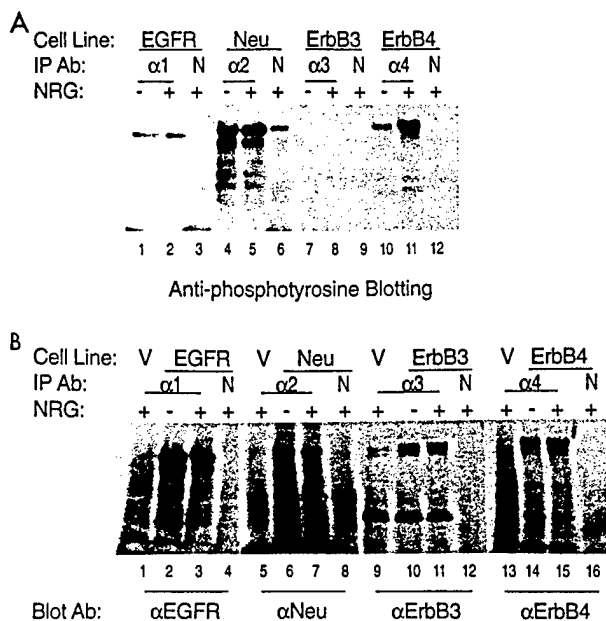 A
Cell Line: EGFR Neu ErbB3 ErbB4
IP Ab: α1 N α2 N α3 N α4 N
NRG: - + + - + + - + + - + +
1 2 3 4 5 6 7 8 9 10 11 12
Anti-phosphotyrosine Blotting
B
Cell Line: V EGFR V Neu V ErbB3 V ErbB4
IP Ab: α1 N α2 N α3 N α4 N
NRG: + - + + + - + + + - + + + - + +
1 2 3 4 5 6 7 8 9 10 11 12 13 14 15 16
Blot Ab: αEGFR αNeu αErbB3 αErbB4